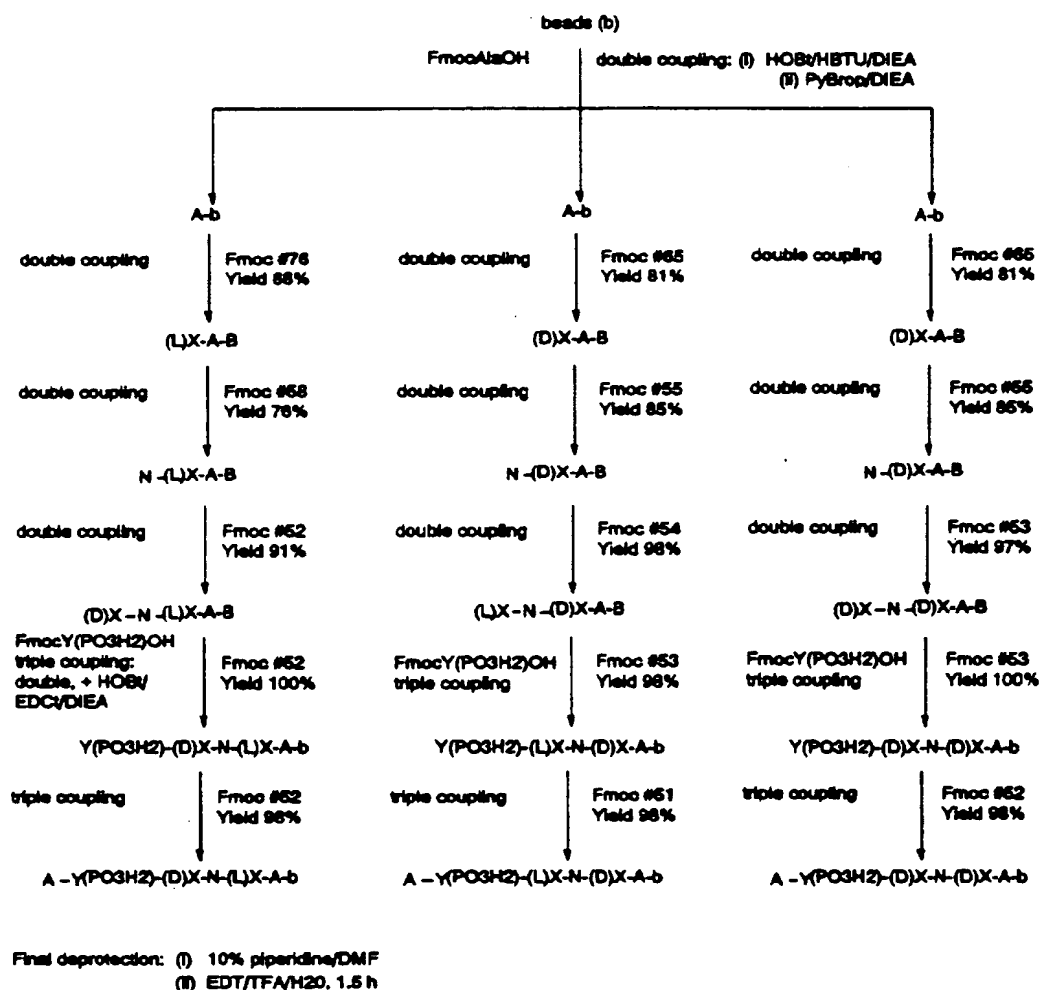 beads (b)
FmocAlaOH double coupling: (i) HOBt/HBTU/DIEA
(ii) PyBrop/DIEA
A-b A-b A-b
double coupling Fmoc #76 double coupling Fmoc #65 double coupling Fmoc #65
Yield 88% Yield 81% Yield 81%
(L)X-A-B (D)X-A-B (D)X-A-B
double coupling Fmoc #58 double coupling Fmoc #55 double coupling Fmoc #55
Yield 76% Yield 85% Yield 85%
N -(L)X-A-B N -(D)X-A-B N -(D)X-A-B
double coupling Fmoc #52 double coupling Fmoc #54 double coupling Fmoc #53
Yield 91% Yield 98% Yield 97%
(D)X -N -(L)X-A-B (L)X -N -(D)X-A-B (D)X -N -(D)X-A-B
FmocY(PO3H2)OH
triple coupling: Fmoc #52 FmocY(PO3H2)OH Fmoc #53 FmocY(PO3H2)OH Fmoc #53
double, + HOBt/ Yield 100% triple coupling Yield 98% triple coupling Yield 100%
EDCI/DIEA
Y(PO3H2)-(D)X-N-(L)X-A-b Y(PO3H2)-(L)X-N-(D)X-A-b Y(PO3H2)-(D)X-N-(D)X-A-b
triple coupling Fmoc #52 triple coupling Fmoc #51 triple coupling Fmoc #52
Yield 98% Yield 98% Yield 98%
A -Y(PO3H2)-(D)X-N-(L)X-A-b A -Y(PO3H2)-(L)X-N-(D)X-A-b A -Y(PO3H2)-(D)X-N-(D)X-A-b
Final deprotection: (i) 10% piperidine/DMF
(ii) EDT/TFA/H20, 1.5 h